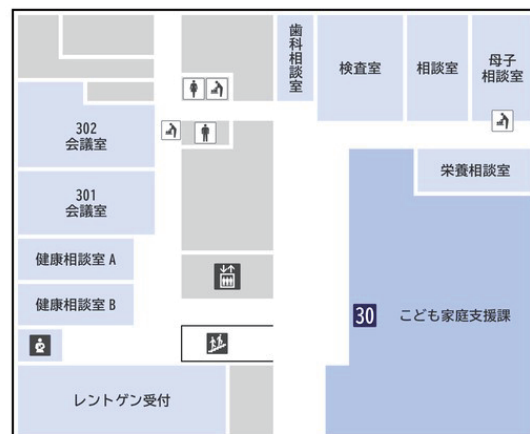 歯科相談室
検査室
相談室
母子
相談室
302
会議室
301
会議室
栄養相談室
健康相談室 A
健康相談室 B
30
こども家庭支援課
レントゲン受付